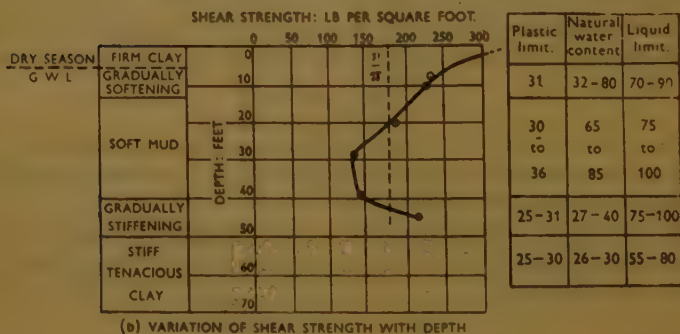 SHEAR STRENGTH: LB PER SQUARE FOOT.
0 50 100 150 200 250 300
DRY SEASON
G W L
FIRM CLAY
GRADUALLY
SOFTENING
SOFT MUD
GRADUALLY
STIFFENING
STIFF
TENACIOUS
CLAY
DEPTH: FEET
0
10
20
30
40
50
60
70
Plastic limit. Natural water content Liquid limit.
31 32-80 70-90
30 65 75
to to to
36 85 100
25-31 27-40 75-100
25-30 26-30 55-80
(b) VARIATION OF SHEAR STRENGTH WITH DEPTH